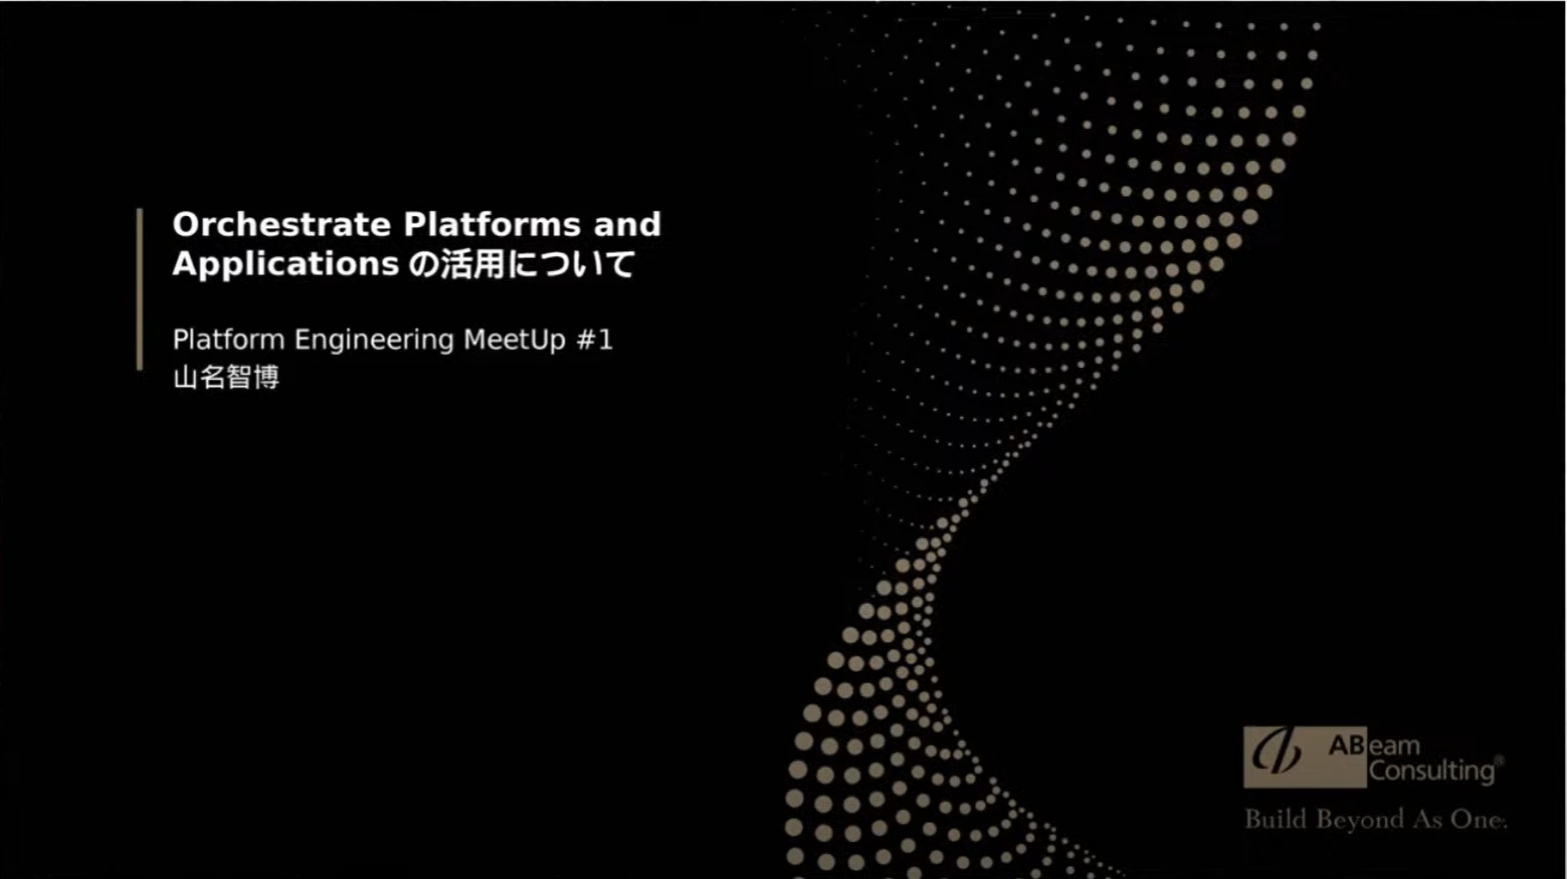 Orchestrate Platforms and
Applications の活用について
Platform Engineering MeetUp #1
山名智博
ABeam
Consulting®
Build Beyond As One.